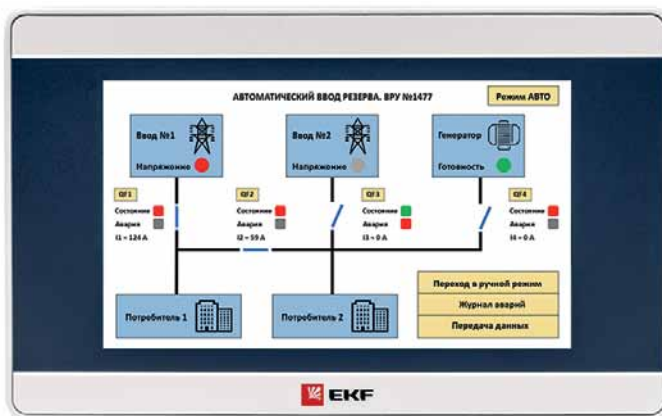 АВТОМАТИЧЕСКИЙ ВВОД РЕЗЕРВА. ВРУ №1477
Режим АВТО
Ввод №1
Напряжение
Ввод №2
Напряжение
Генератор
Готовность
QF1
Состояние
Авария
I1 = 124 А
QF2
Состояние
Авария
I2 = 59 А
QF3
Состояние
Авария
I3 = 0 А
QF4
Состояние
Авария
I4 = 0 А
Потребитель 1
Потребитель 2
Переход в ручной режим
Журнал аварий
Передача данных
EKF